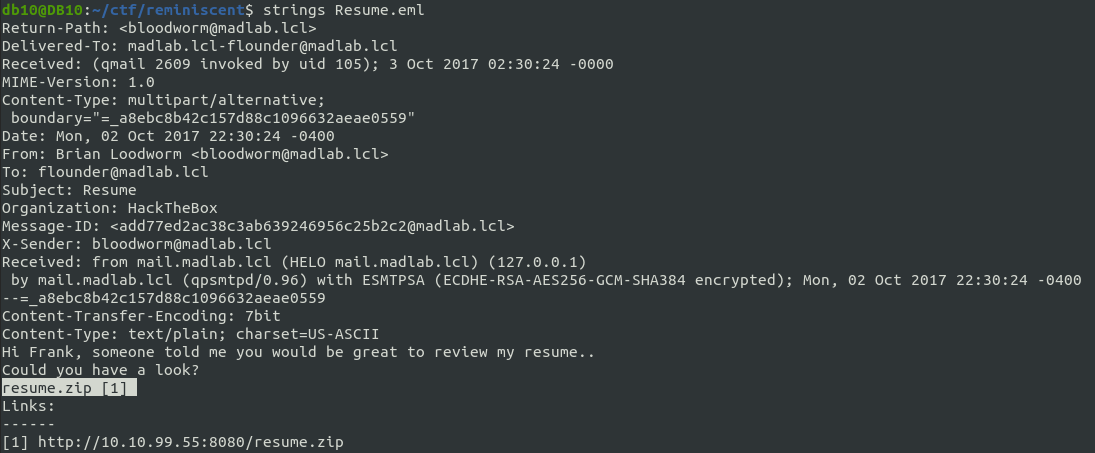 db10@DB10:~/ctf/reminiscent$ strings Resume.eml
Return-Path: <bloodworm@madlab.lcl>
Delivered-To: madlab.lcl-flounder@madlab.lcl
Received: (qmail 2609 invoked by uid 105); 3 Oct 2017 02:30:24 -0000
MIME-Version: 1.0
Content-Type: multipart/alternative;
 boundary="=_a8ebc8b42c157d88c1096632aeae0559"
Date: Mon, 02 Oct 2017 22:30:24 -0400
From: Brian Loodworm <bloodworm@madlab.lcl>
To: flounder@madlab.lcl
Subject: Resume
Organization: HackTheBox
Message-ID: <add77ed2ac38c3ab639246956c25b2c2@madlab.lcl>
X-Sender: bloodworm@madlab.lcl
Received: from mail.madlab.lcl (HELO mail.madlab.lcl) (127.0.0.1)
 by mail.madlab.lcl (qpsmtpd/0.96) with ESMTPSA (ECDHE-RSA-AES256-GCM-SHA384 encrypted); Mon, 02 Oct 2017 22:30:24 -0400
--=_a8ebc8b42c157d88c1096632aeae0559
Content-Transfer-Encoding: 7bit
Content-Type: text/plain; charset=US-ASCII
Hi Frank, someone told me you would be great to review my resume..
Could you have a look?
resume.zip [1]
Links:
------
[1] http://10.10.99.55:8080/resume.zip